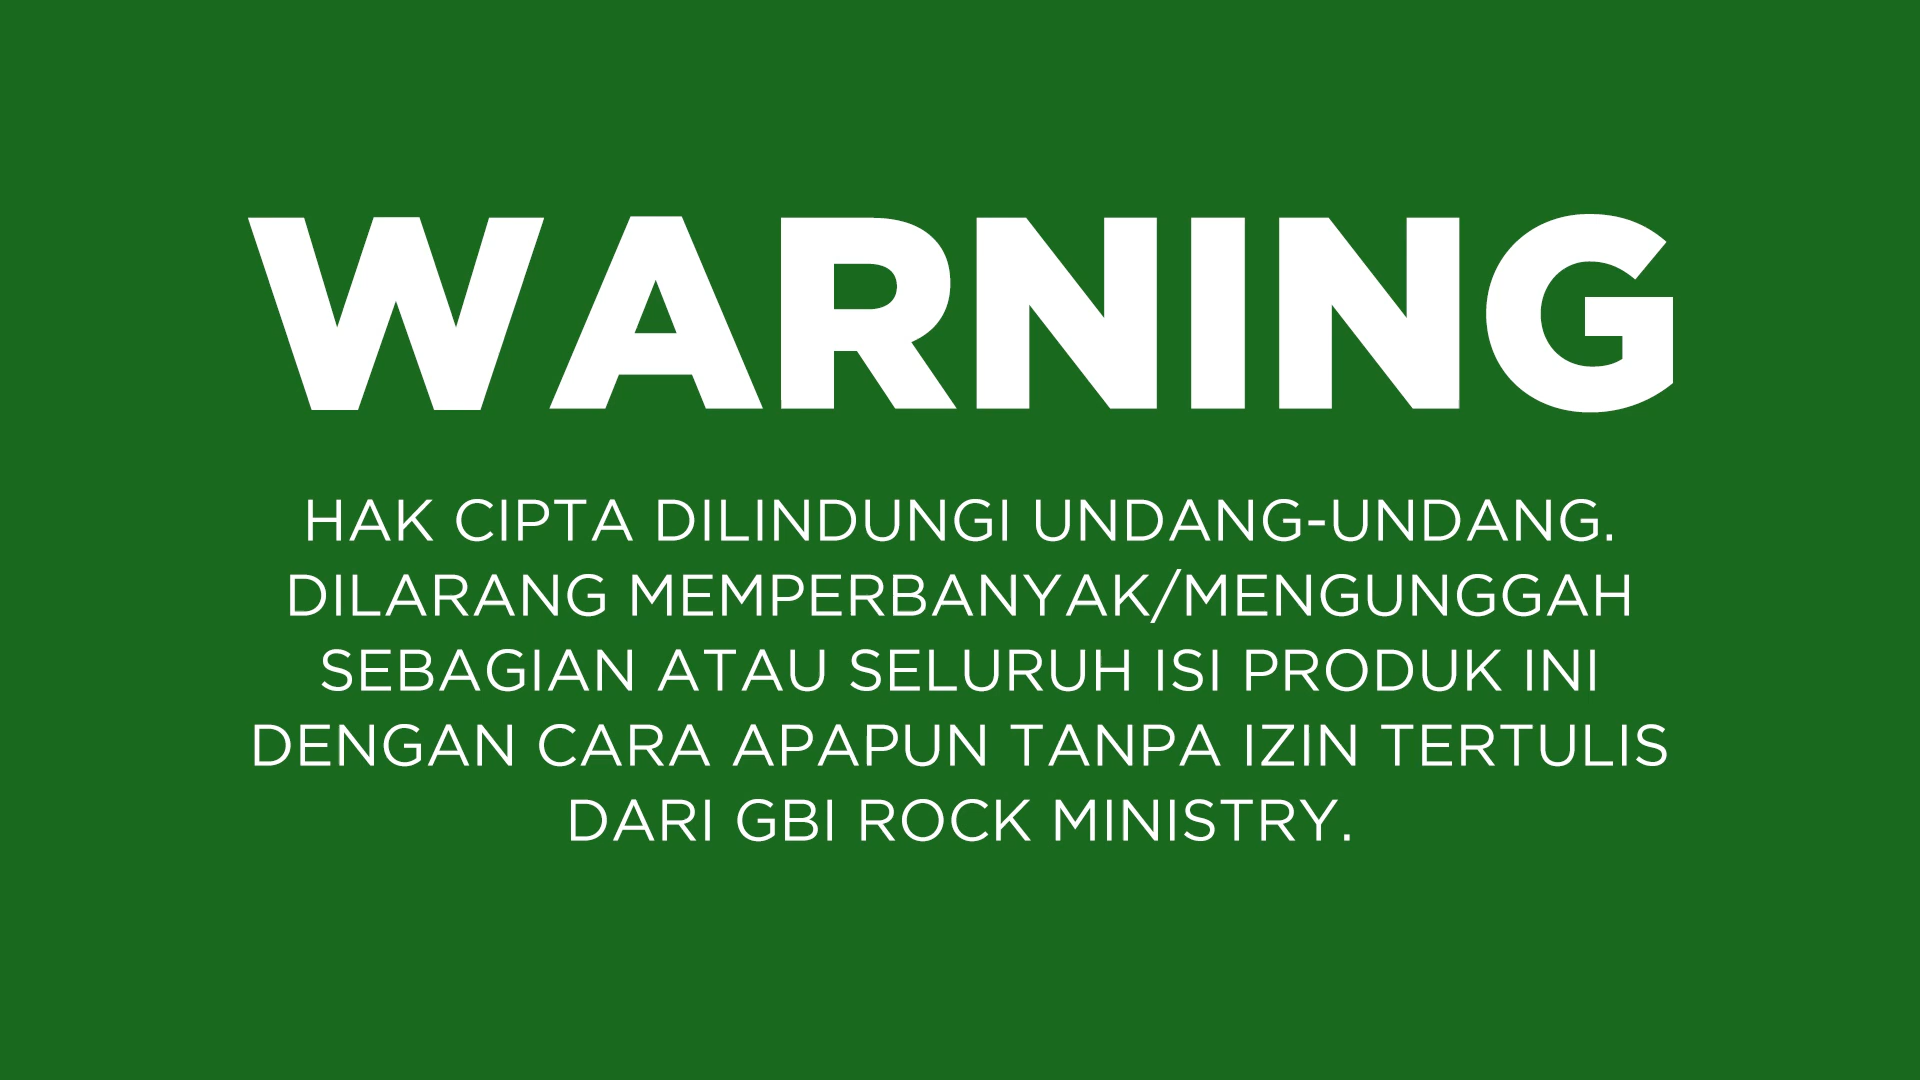 WARNING
HAK CIPTA DILINDUNGI UNDANG-UNDANG.
DILARANG MEMPERBANYAK/MENGUNGGAH
SEBAGIAN ATAU SELURUH ISI PRODUK INI
DENGAN CARA APAPUN TANPA IZIN TERTULIS
DARI GBI ROCK MINISTRY.